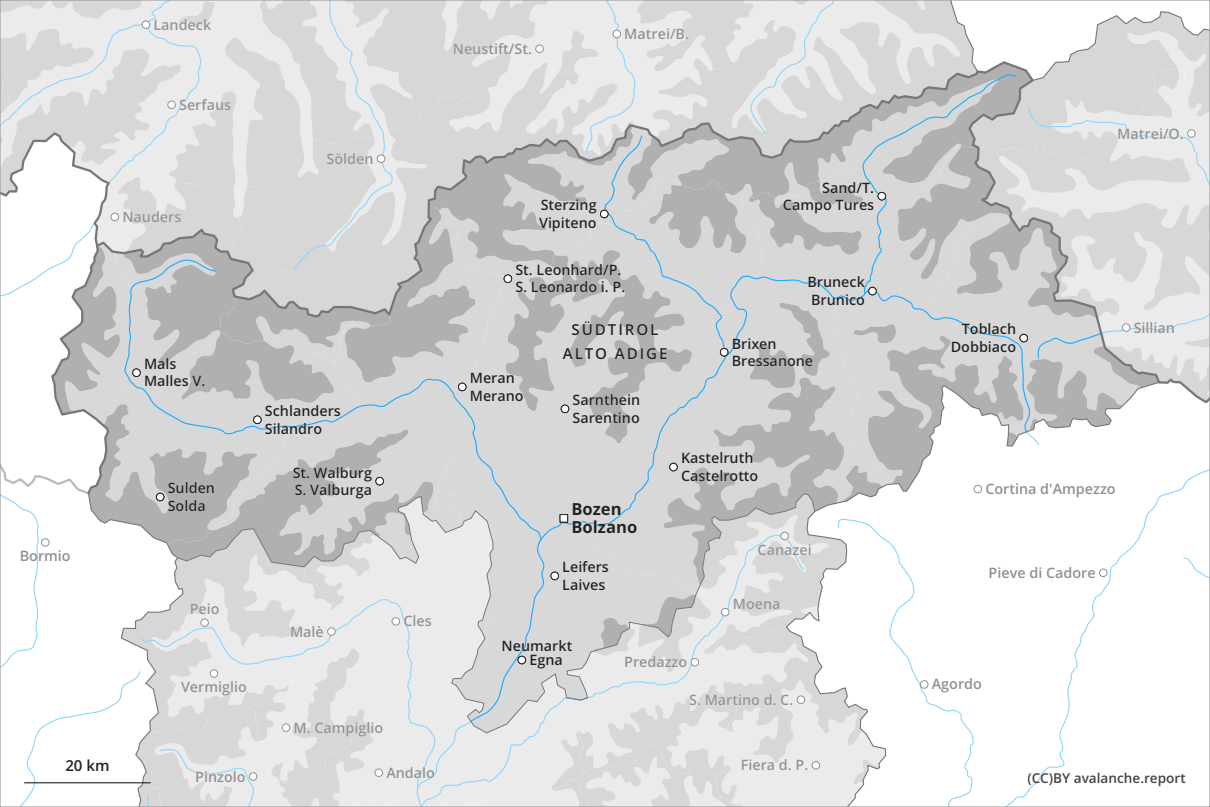 Landeck
Matrei/B.
Neustift/St.
Serfaus
Matrei/O.
Sölden
Sand/T.
Campo Tures
Sterzing
Vipiteno
Nauders
St. Leonhard/P.
S. Leonardo i. P.
Bruneck
Brunico
SÜDTIROL
ALTO ADIGE
Toblach
Dobbiaco
Sillian
Brixen
Bressanone
Mals
Malles V.
Meran
Merano
Sarnthein
Sarentino
Schlanders
Silandro
Kastelruth
Castelrotto
St. Walburg
S. Valburga
Sulden
Solda
Cortina d'Ampezzo
Bozen
Bolzano
Bormio
Canazei
Leifers
Laives
Pieve di Cadore
Peio
Moena
Malè
Cles
Neumarkt
Egna
Predazzo
Vermiglio
Agordo
S. Martino d. C.
M. Campiglio
20 km
Fiera d. P.
Pinzolo
Andalo
(CC)BY avalanche.report